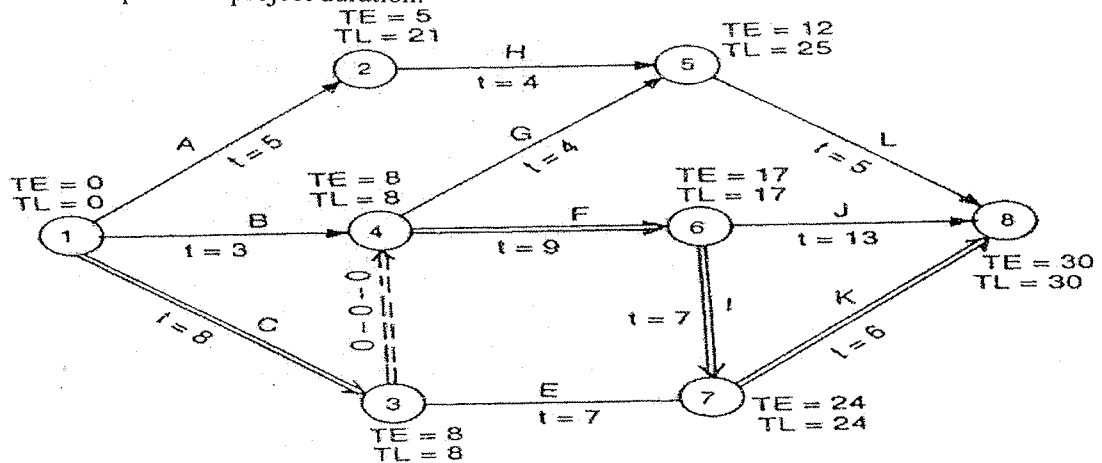 project duration.
TE = 5
TL = 21
2
H
t = 4
TE = 12
TL = 25
5
A
t = 5
G
t = 4
L
t = 5
TE = 0
TL = 0
1
B
t = 3
TE = 8
TL = 8
4
F
t = 9
TE = 17
TL = 17
6
J
t = 13
8
TE = 30
TL = 30
C
t = 8
0-0-0
t = 7
I
K
t = 6
3
TE = 8
TL = 8
E
t = 7
7
TE = 24
TL = 24